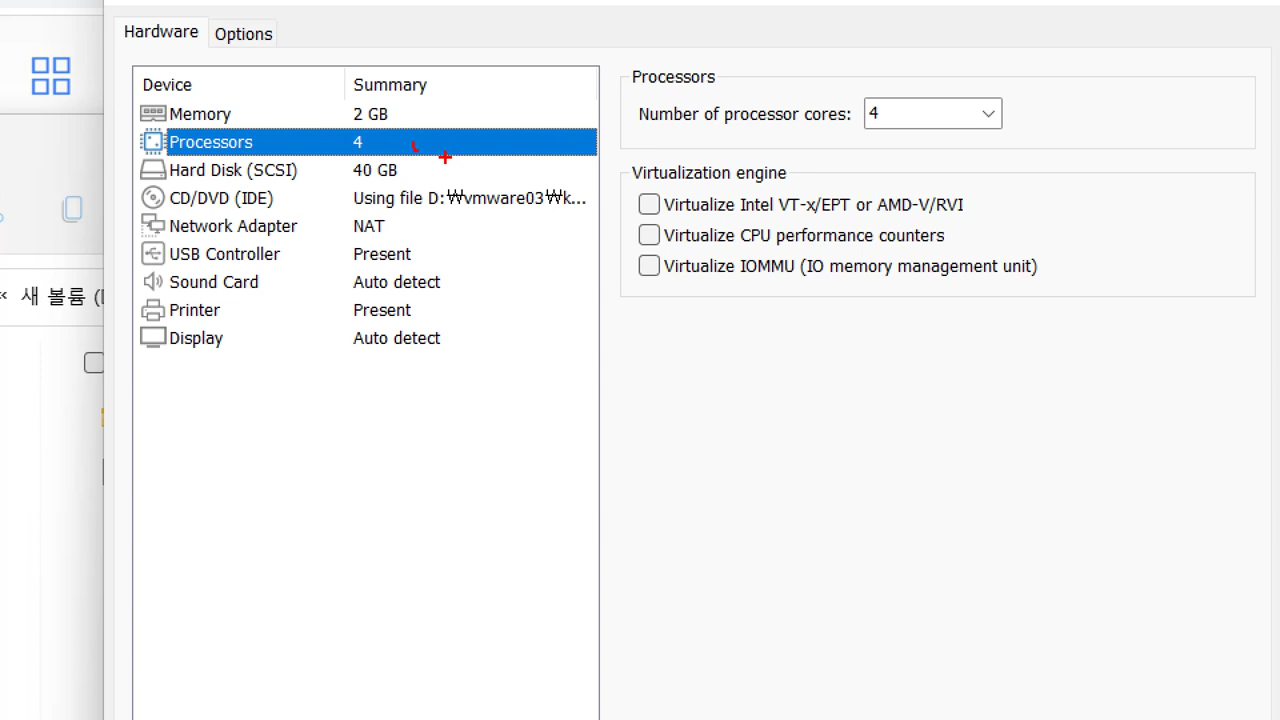 Hardware Options
Device Summary
Memory 2 GB
Processors 4
Hard Disk (SCSI) 40 GB
CD/DVD (IDE) Using file D:₩vmware03₩k...
Network Adapter NAT
USB Controller Present
Sound Card Auto detect
Printer Present
Display Auto detect
Processors
Number of processor cores: 4
Virtualization engine
Virtualize Intel VT-x/EPT or AMD-V/RVI
Virtualize CPU performance counters
Virtualize IOMMU (IO memory management unit)
« 새 볼륨 (